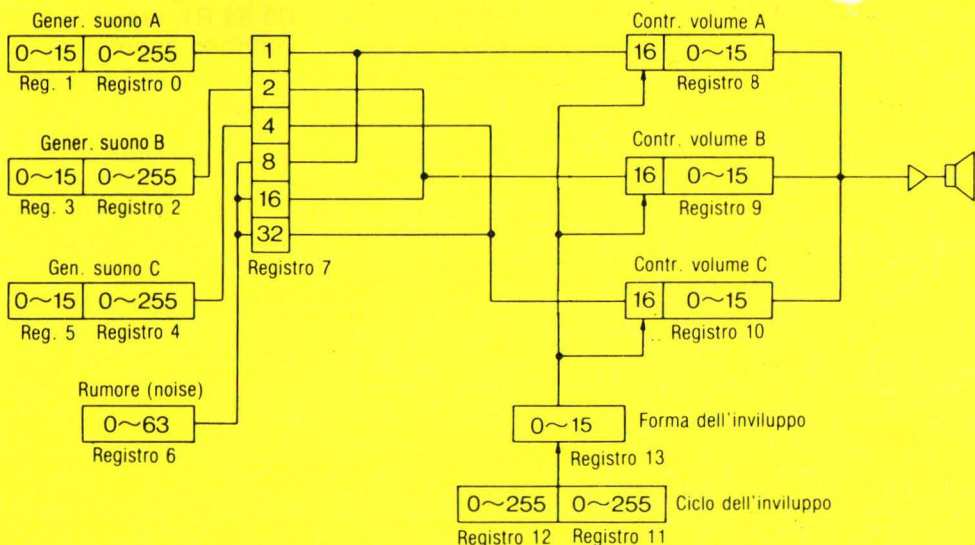 Gener. suono A
0~15 0~255
Reg. 1 Registro 0
Gener. suono B
0~15 0~255
Reg. 3 Registro 2
Gen. suono C
0~15 0~255
Reg. 5 Registro 4
Rumore (noise)
0~63
Registro 6
1
2
4
8
16
32
Registro 7
Contr. volume A
16 0~15
Registro 8
Contr. volume B
16 0~15
Registro 9
Contr. volume C
16 0~15
Registro 10
0~15 Forma dell'inviluppo
Registro 13
0~255 0~255 Ciclo dell'inviluppo
Registro 12 Registro 11